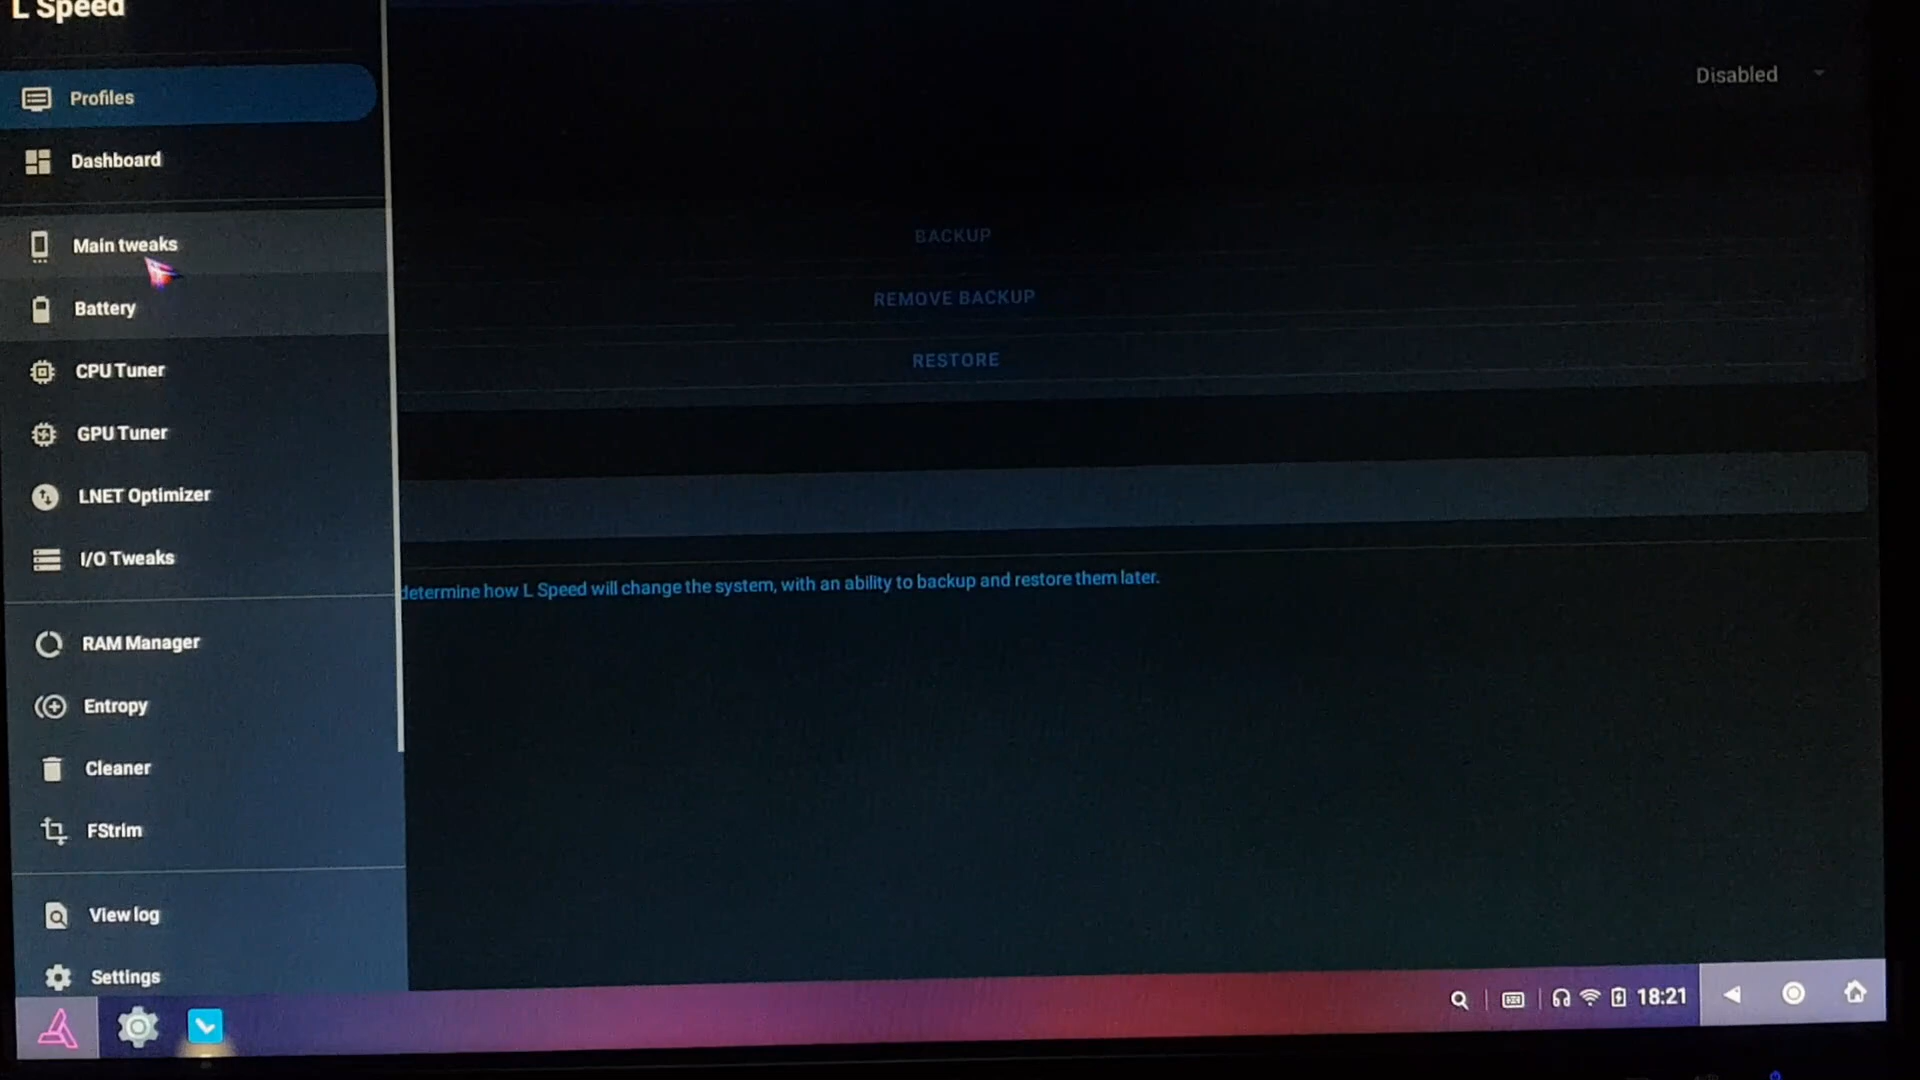 L Speed
Profiles
Dashboard
Main tweaks
Battery
CPU Tuner
GPU Tuner
LNET Optimizer
I/O Tweaks
RAM Manager
Entropy
Cleaner
FStrim
View log
Settings
Disabled
BACKUP
REMOVE BACKUP
RESTORE
determine how L Speed will change the system, with an ability to backup and restore them later.
18:21